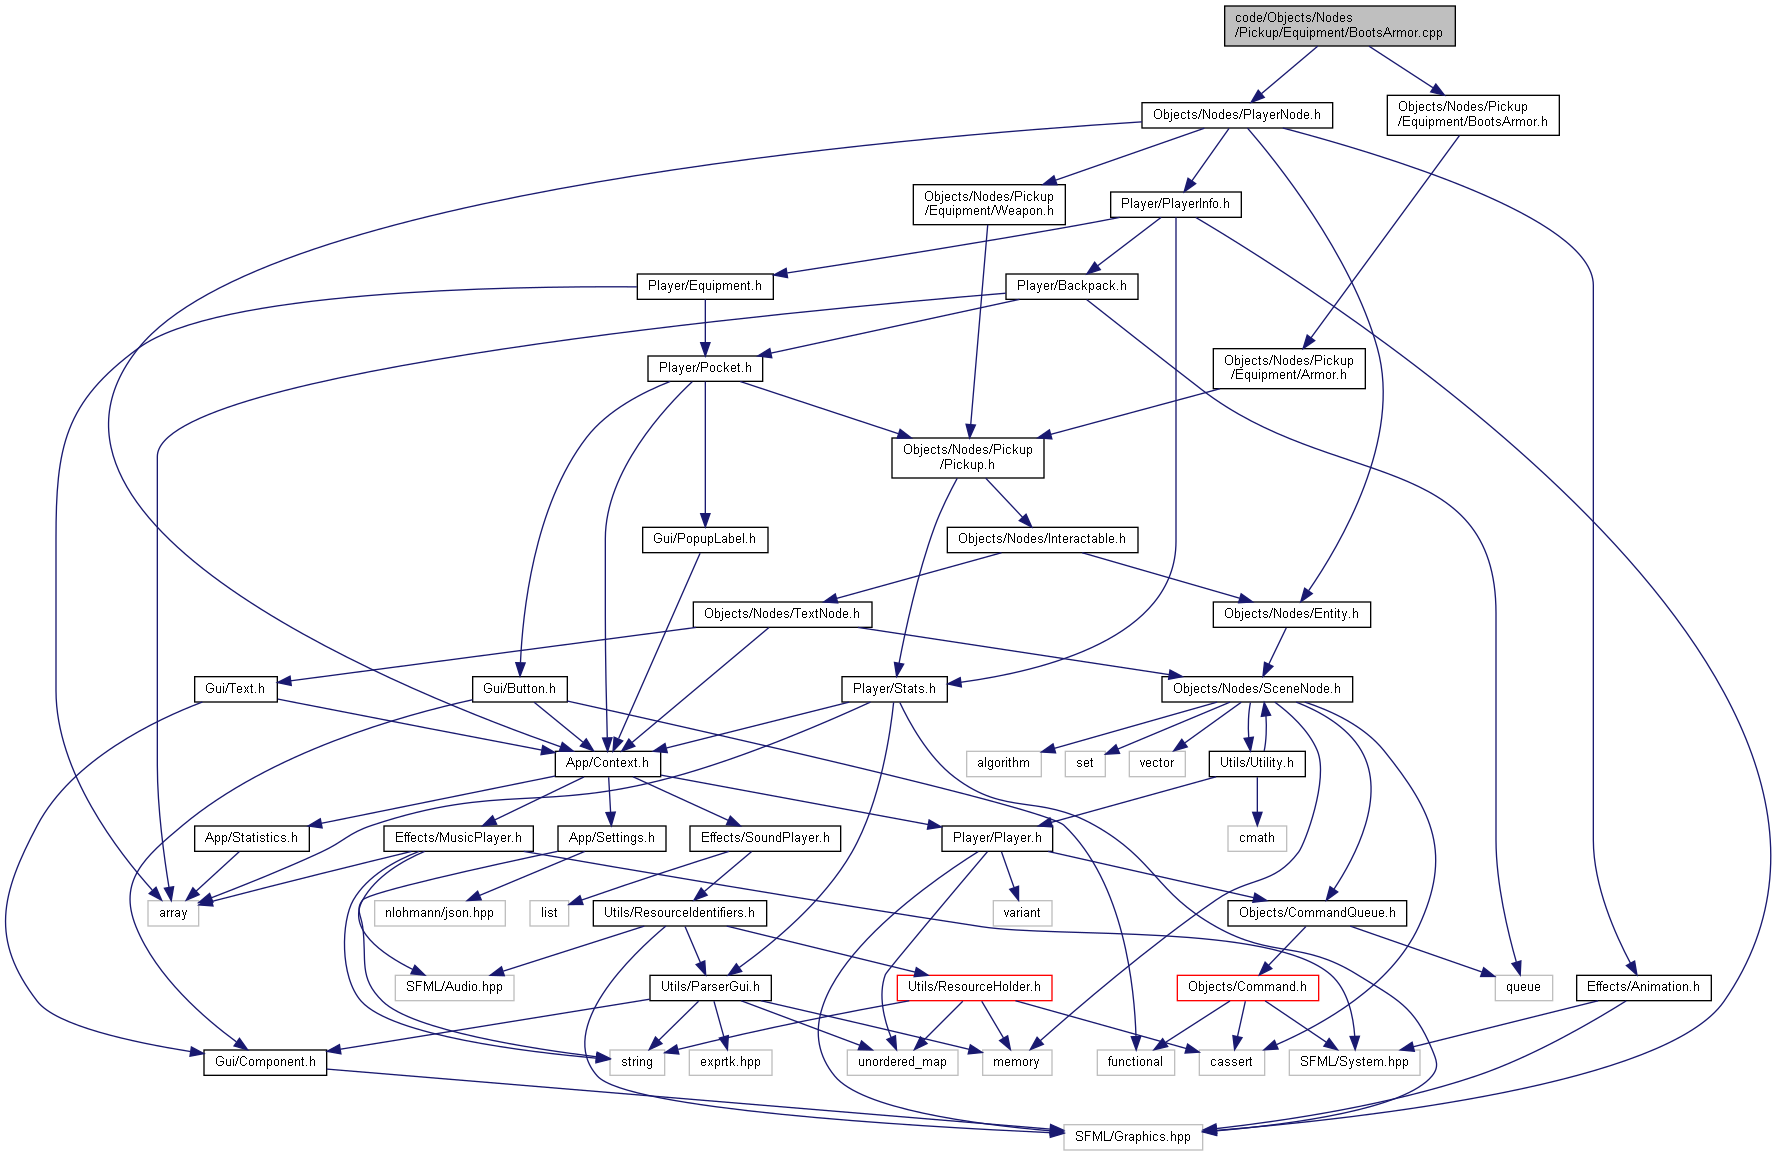 code/Objects/Nodes
/Pickup/Equipment/BootsArmor.cpp
Objects/Nodes/PlayerNode.h
Objects/Nodes/Pickup
/Equipment/BootsArmor.h
Objects/Nodes/Pickup
/Equipment/Weapon.h
Player/PlayerInfo.h
Player/Equipment.h
Player/Backpack.h
Player/Pocket.h
Objects/Nodes/Pickup
/Equipment/Armor.h
Objects/Nodes/Pickup
/Pickup.h
Gui/PopupLabel.h
Objects/Nodes/Interactable.h
Objects/Nodes/TextNode.h
Objects/Nodes/Entity.h
Gui/Text.h
Gui/Button.h
Player/Stats.h
Objects/Nodes/SceneNode.h
App/Context.h
algorithm
set
vector
Utils/Utility.h
App/Statistics.h
Effects/MusicPlayer.h
App/Settings.h
Effects/SoundPlayer.h
Player/Player.h
cmath
array
nlohmann/json.hpp
list
Utils/ResourceIdentifiers.h
variant
Objects/CommandQueue.h
SFML/Audio.hpp
Utils/ParserGui.h
Utils/ResourceHolder.h
Objects/Command.h
queue
Effects/Animation.h
Gui/Component.h
string
exprtk.hpp
unordered_map
memory
functional
cassert
SFML/System.hpp
SFML/Graphics.hpp